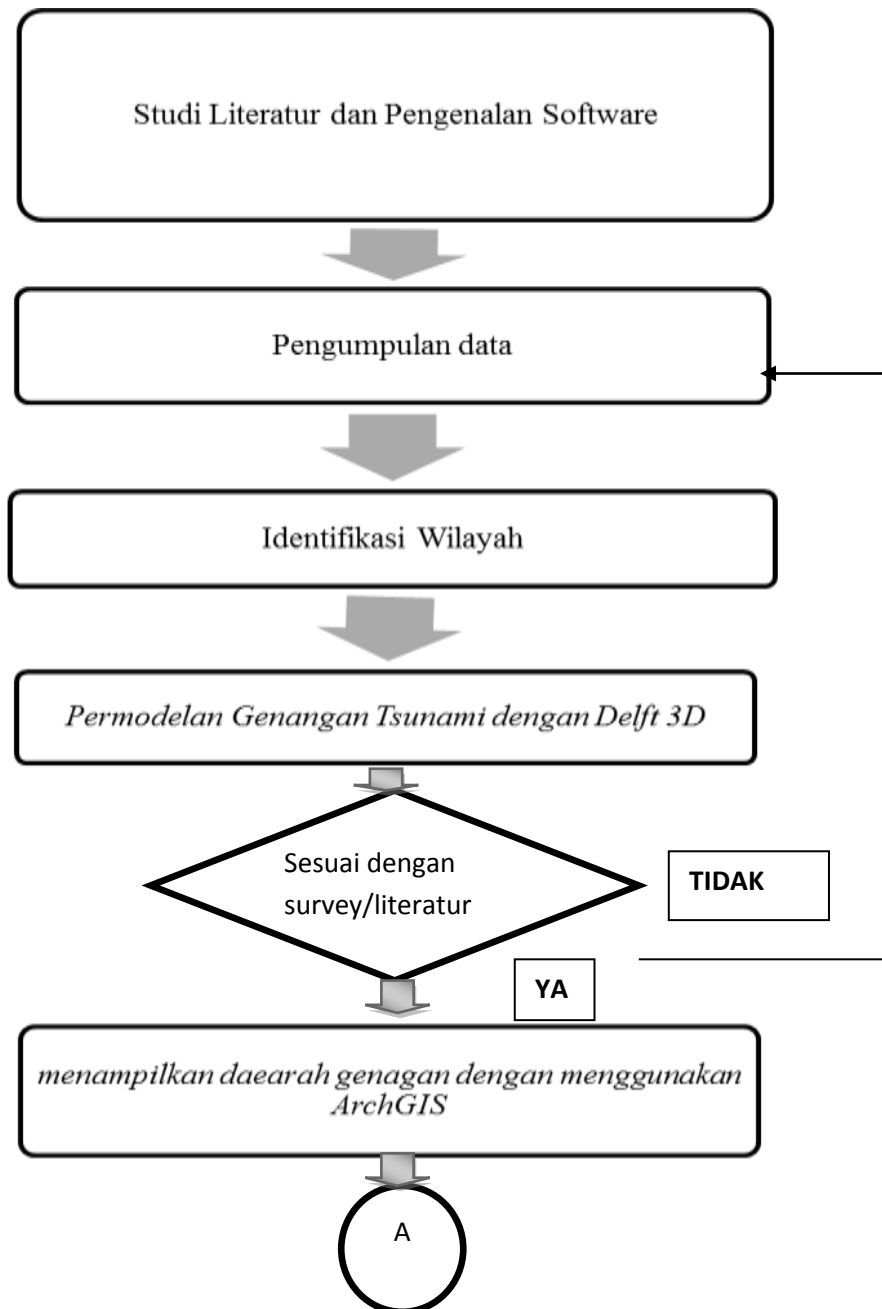 Studi Literatur dan Pengenalan Software
Pengumpulan data
Identifikasi Wilayah
Permodelan Genangan Tsunami dengan Delft 3D
Sesuai dengan
survey/literatur
TIDAK
YA
menampilkan daearah genagan dengan menggunakan
ArchGIS
A